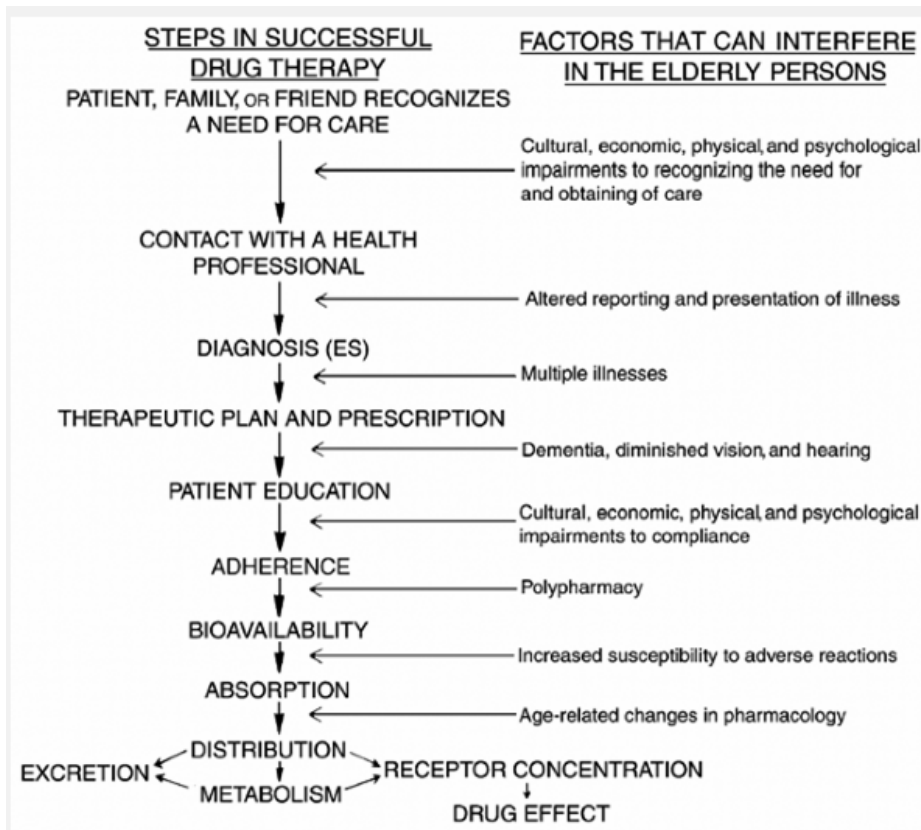 STEPS IN SUCCESSFUL
DRUG THERAPY
FACTORS THAT CAN INTERFERE
IN THE ELDERLY PERSONS
PATIENT, FAMILY, OR FRIEND RECOGNIZES
A NEED FOR CARE
Cultural, economic, physical, and psychological
impairments to recognizing the need for
and obtaining of care
CONTACT WITH A HEALTH
PROFESSIONAL
Altered reporting and presentation of illness
DIAGNOSIS (ES)
Multiple illnesses
THERAPEUTIC PLAN AND PRESCRIPTION
Dementia, diminished vision, and hearing
PATIENT EDUCATION
Cultural, economic, physical, and psychological
impairments to compliance
ADHERENCE
Polypharmacy
BIOAVAILABILITY
Increased susceptibility to adverse reactions
ABSORPTION
Age-related changes in pharmacology
DISTRIBUTION
EXCRETION
RECEPTOR CONCENTRATION
METABOLISM
DRUG EFFECT